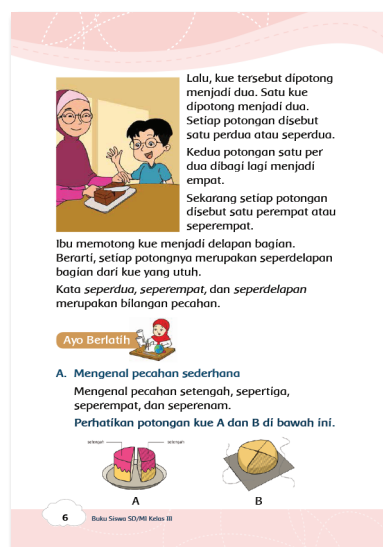 Lalu, kue tersebut dipotong
menjadi dua. Satu kue
dipotong menjadi dua.
Setiap potongan disebut
satu perdua atau seperdua.
Kedua potongan satu per
dua dibagi lagi menjadi
empat.
Sekarang setiap potongan
disebut satu perempat atau
seperempat.
Ibu memotong kue menjadi delapan bagian.
Berarti, setiap potongnya merupakan seperdelapan
bagian dari kue yang utuh.
Kata seperdua, seperempat, dan seperdelapan
merupakan bilangan pecahan.
Ayo Berlatih
A. Mengenal pecahan sederhana
Mengenal pecahan setengah, sepertiga,
seperempat, dan seperenam.
Perhatikan potongan kue A dan B di bawah ini.
setengah setengah
A B
6 Buku Siswa SD/MI Kelas III